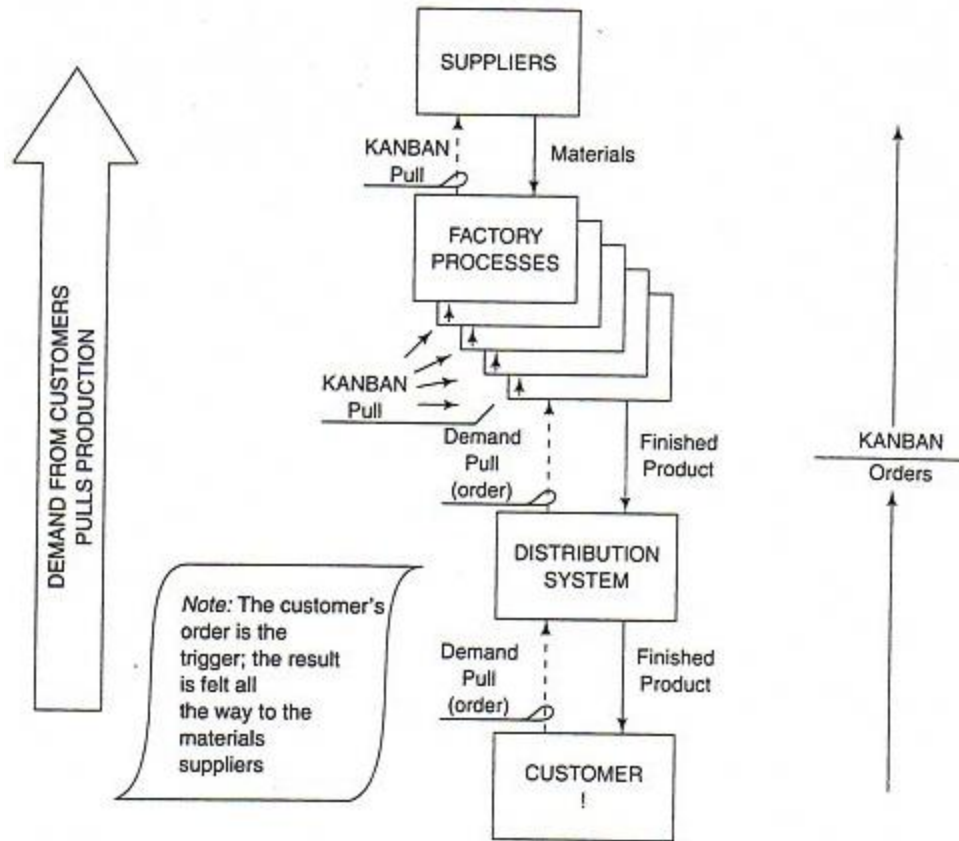 SUPPLIERS
KANBAN
Pull
Materials
FACTORY
PROCESSES
KANBAN
Pull
Demand
Pull
(order)
Finished
Product
DISTRIBUTION
SYSTEM
Demand
Pull
(order)
Finished
Product
CUSTOMER
!
DEMAND FROM CUSTOMERS
PULLS PRODUCTION
Note: The customer's
order is the
trigger; the result
is felt all
the way to the
materials
suppliers
KANBAN
Orders